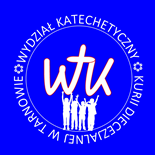 WYDZIAŁ KATECHETYCZNY
KURII DIECEZJALNEJ W TARNOWIE
wtk